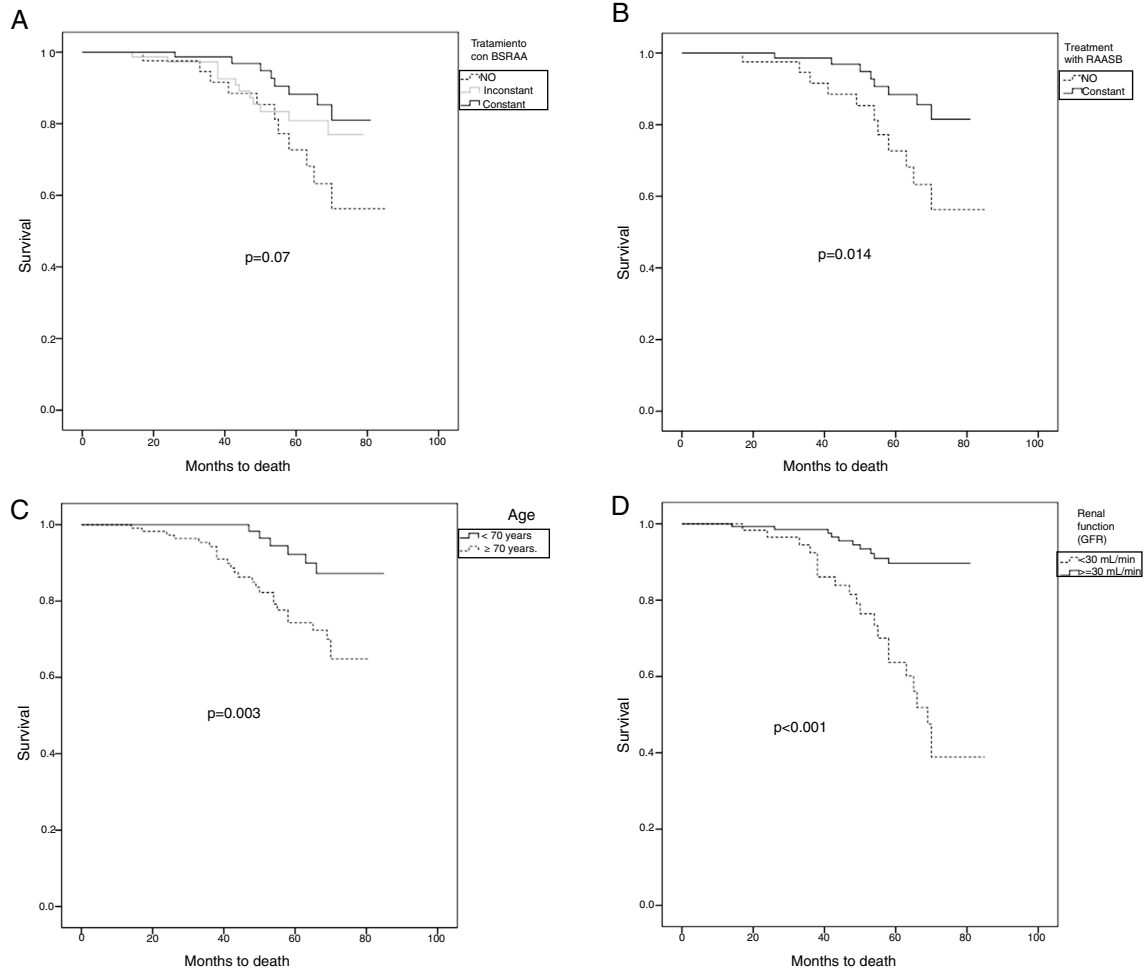 A
Tratamiento
con BSRAA
NO
Inconstant
Constant
1 0
0.8
0.6
0.4
0.2
0.0
Survival
p=0.07
0 20 40 60 80 100
Months to death
B
Treatment
with RAASB
NO
Constant
1.0
0.8
0.6
0.4
0.2
0.0
Survival
p=0.014
0 20 40 60 80 100
Months to death
C
Age
< 70 years
≥ 70 years.
1.0
0.8
0.6
0.4
0.2
0.0
Survival
p=0.003
0 20 40 60 80 100
Months to death
D
Renal
function
(GFR)
<30 mL/min
>=30 mL/min
1.0
0.8
0.6
0.4
0.2
0.0
Survival
p<0.001
0 20 40 60 80 100
Months to death